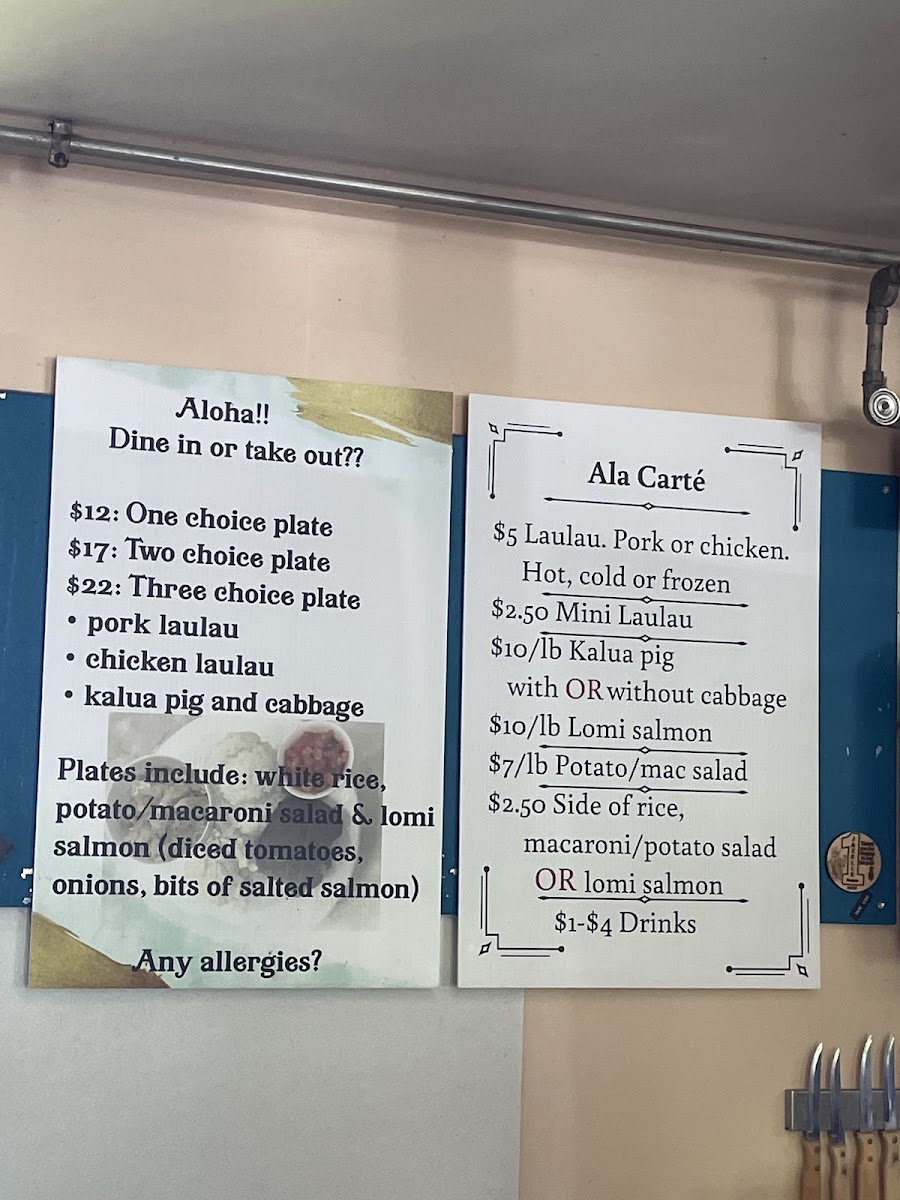 Aloha!!
Dine in or take out??
$12: One choice plate
$17: Two choice plate
$22: Three choice plate
• pork laulau
• chicken laulau
• kalua pig and cabbage
Plates include: white rice,
potato/macaroni salad & lomi
salmon (diced tomatoes,
onions, bits of salted salmon)
Any allergies?
Ala Carté
$5 Laulau. Pork or chicken.
Hot, cold or frozen
$2.50 Mini Laulau
$10/lb Kalua pig
with OR without cabbage
$10/lb Lomi salmon
$7/lb Potato/mac salad
$2.50 Side of rice,
macaroni/potato salad
OR lomi salmon
$1-$4 Drinks